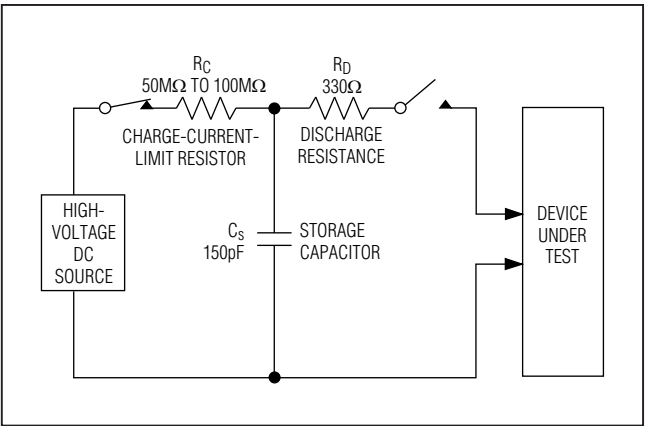 R_C
50MΩ TO 100MΩ
CHARGE-CURRENT-
LIMIT RESISTOR
R_D
330Ω
DISCHARGE
RESISTANCE
HIGH-
VOLTAGE
DC
SOURCE
C_S
150pF
STORAGE
CAPACITOR
DEVICE
UNDER
TEST